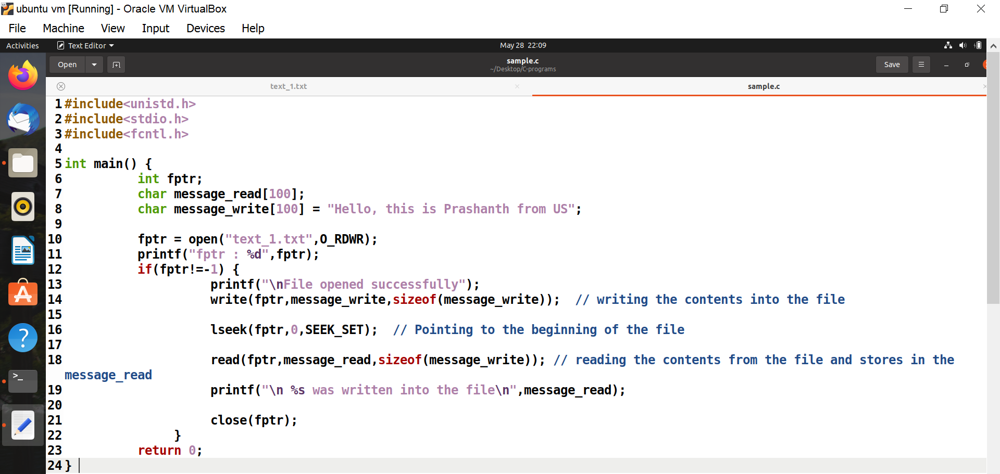 ubuntu vm [Running] - Oracle VM VirtualBox
File Machine View Input Devices Help
Activities Text Editor May 28 22:09
Open sample.c Save
~/Desktop/C-programs
text_1.txt sample.c
1 #include<unistd.h>
2 #include<stdio.h>
3 #include<fcntl.h>
4
5 int main() {
6 int fptr;
7 char message_read[100];
8 char message_write[100] = "Hello, this is Prashanth from US";
9
10 fptr = open("text_1.txt",O_RDWR);
11 printf("fptr : %d",fptr);
12 if(fptr!=-1) {
13 printf("\nFile opened successfully");
14 write(fptr,message_write,sizeof(message_write)); // writing the contents into the file
15
16 lseek(fptr,0,SEEK_SET); // Pointing to the beginning of the file
17
18 read(fptr,message_read,sizeof(message_write)); // reading the contents from the file and stores in the
message_read
19 printf("\n %s was written into the file\n",message_read);
20
21 close(fptr);
22 }
23 return 0;
24 }